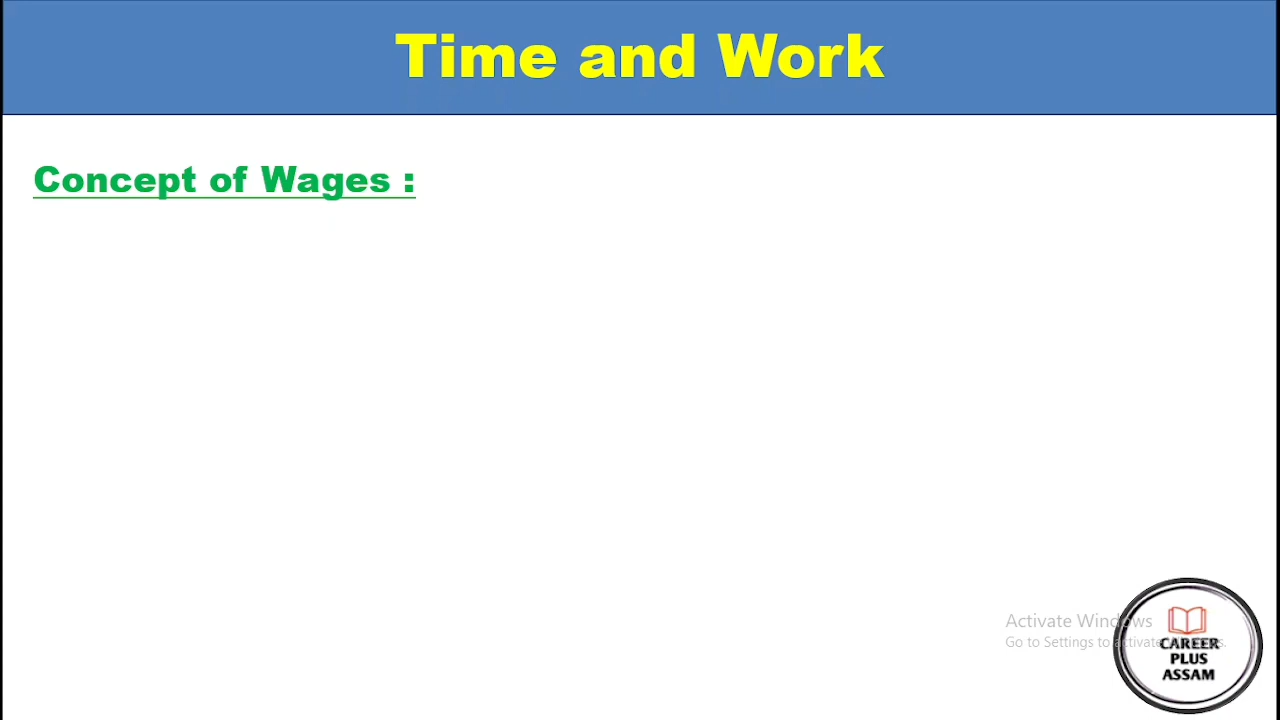 Time and Work
Concept of Wages :
Activate Windows
Go to Settings to activate Windows.
CAREER
PLUS
ASSAM